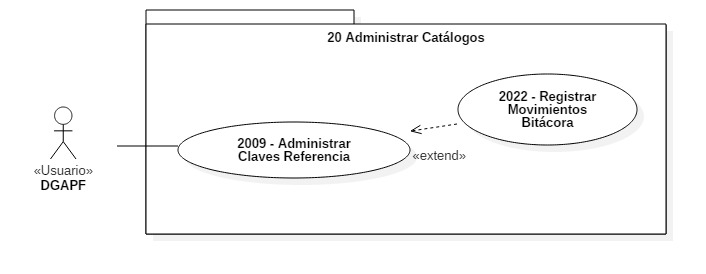 20 Administrar Catálogos
2022 - Registrar
Movimientos
Bitácora
2009 - Administrar
Claves Referencia
«extend»
«Usuario»
DGAPF